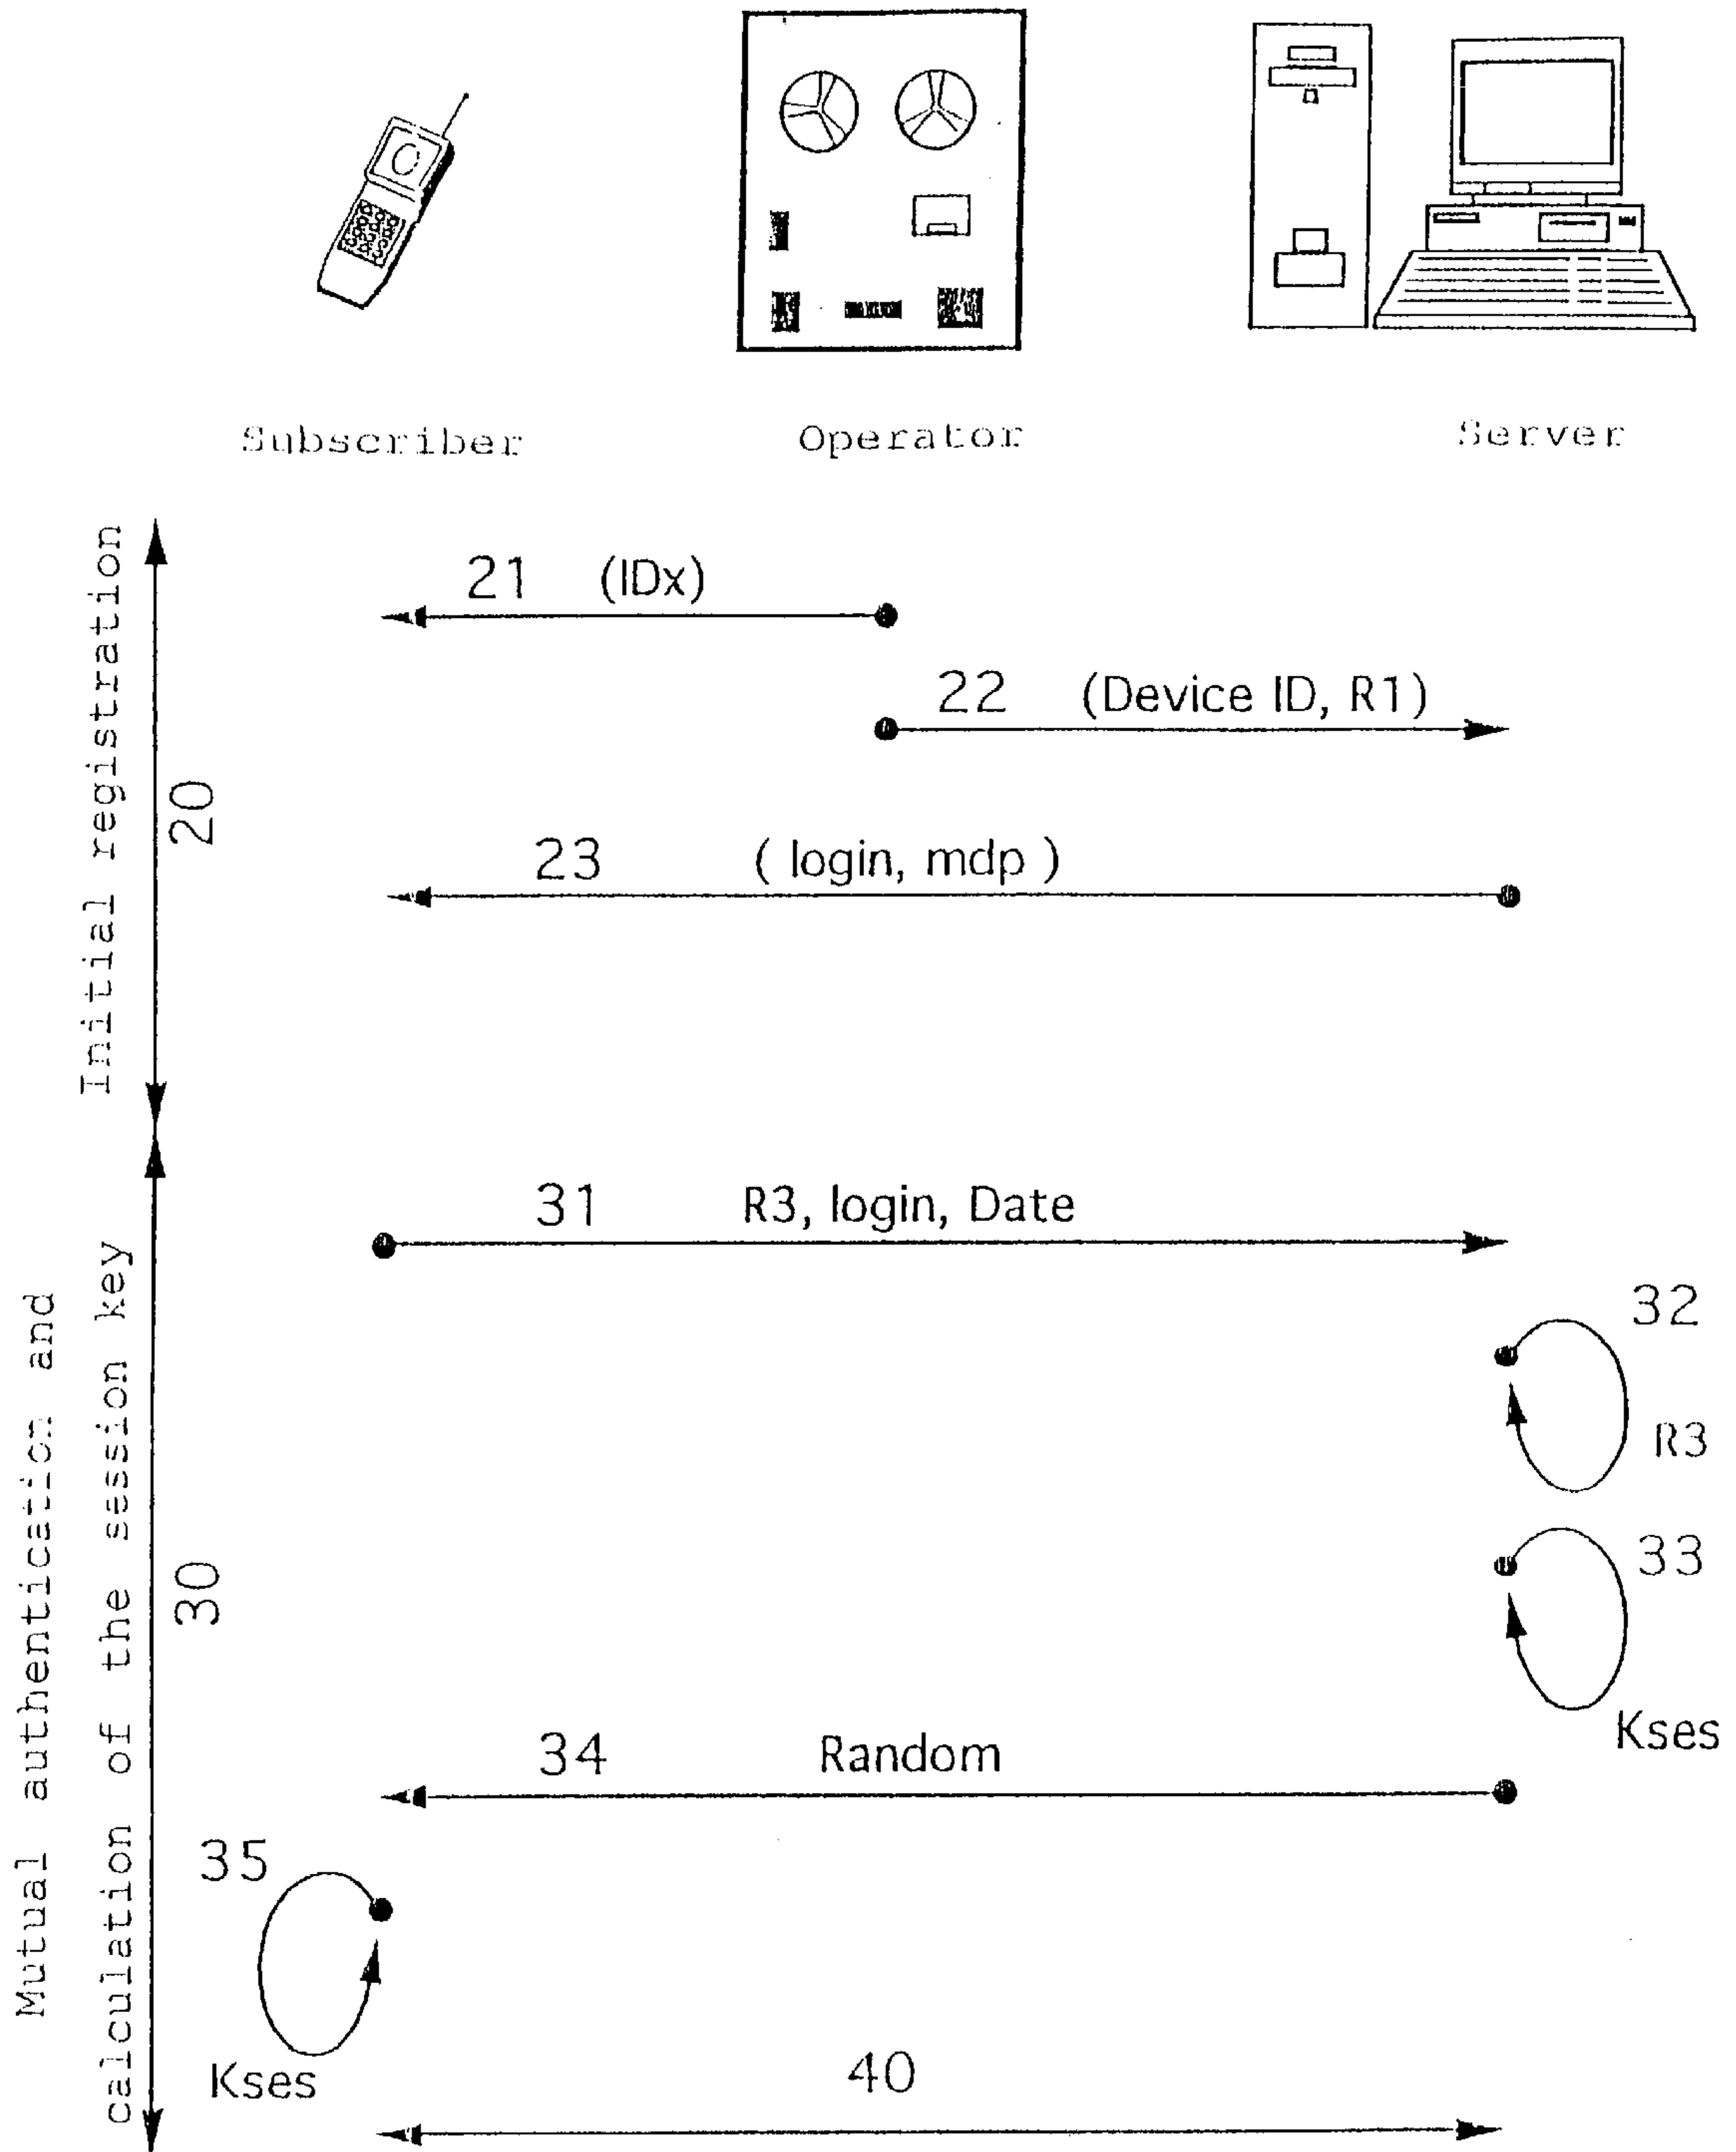 Subscriber
Operator
Server
Initial registration
20
21 (IDx)
22 (Device ID, R1)
23 ( login, mdp )
Mutual authentication and
calculation of the session key
30
31 R3, login, Date
32
R3
33
Kses
34 Random
35
Kses
40